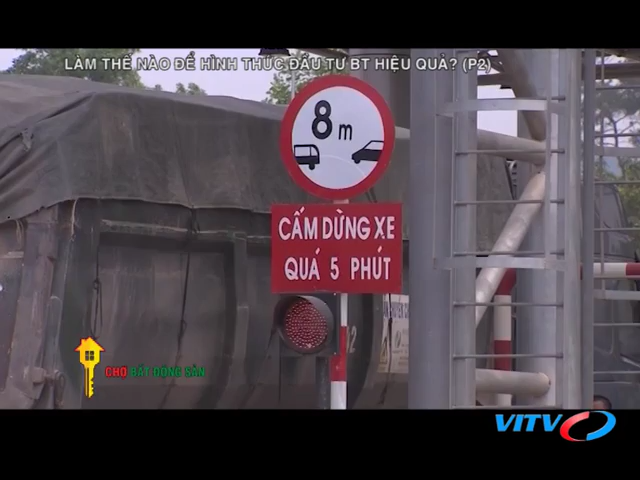 LÀM THẾ NÀO ĐỂ HÌNH THỨC ĐẦU TƯ BT HIỆU QUẢ? (P2)
8 m
CẤM DỪNG XE
QUÁ 5 PHÚT
CHỢ BẤT ĐỘNG SẢN
VITV